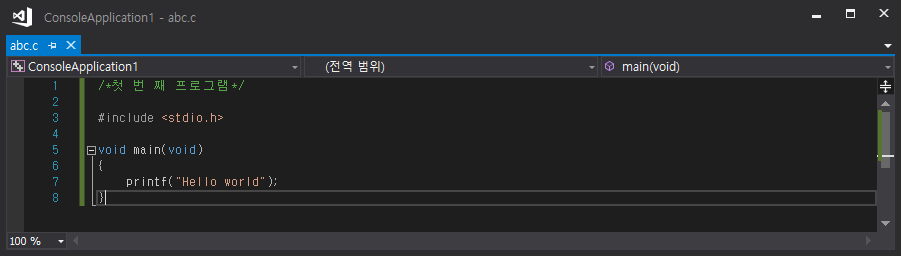 ConsoleApplication1 - abc.c
abc.c
ConsoleApplication1 (전역 범위) main(void)
1 /*첫 번 째 프로그램*/
2
3 #include <stdio.h>
4
5 void main(void)
6 {
7 printf("Hello world");
8 }
100 %